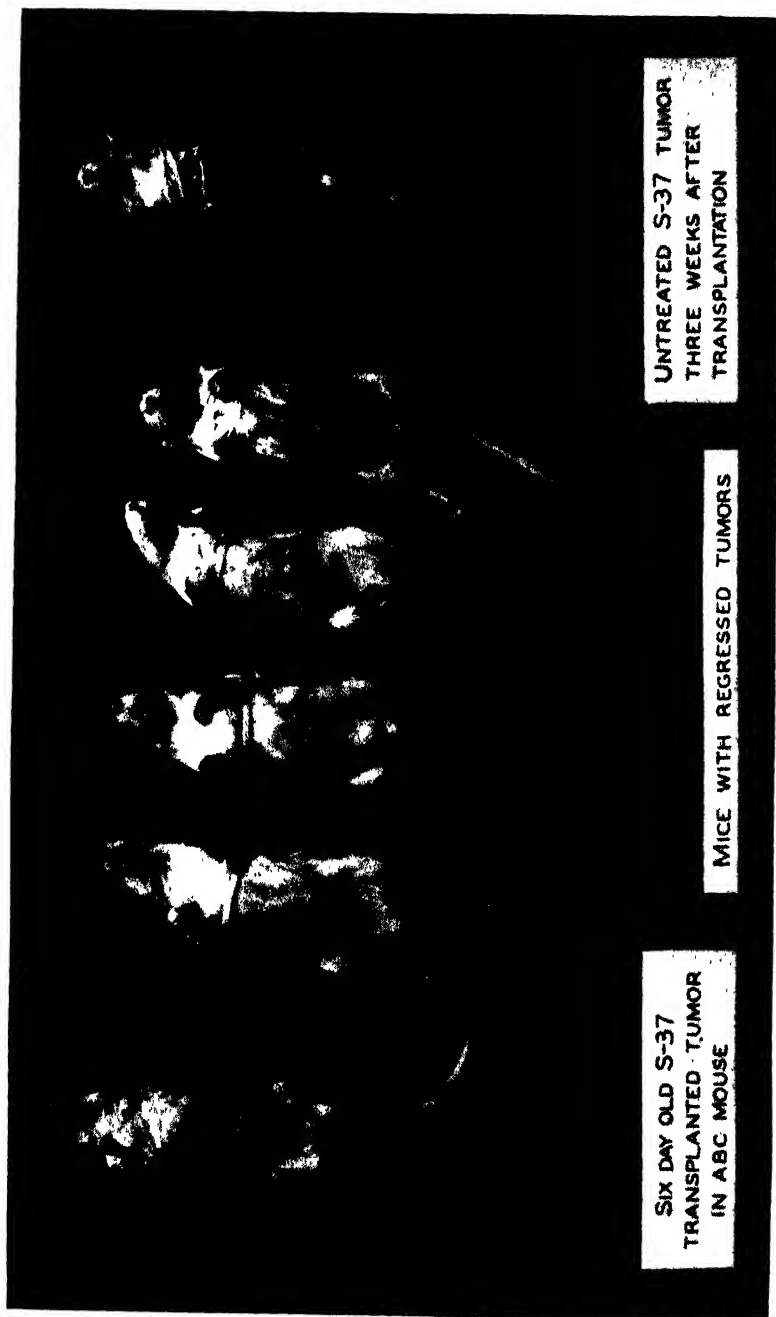 SIX DAY OLD S-37
TRANSPLANTED TUMOR
IN ABC MOUSE
MICE WITH REGRESSED TUMORS
UNTREATED S-37 TUMOR
THREE WEEKS AFTER
TRANSPLANTATION